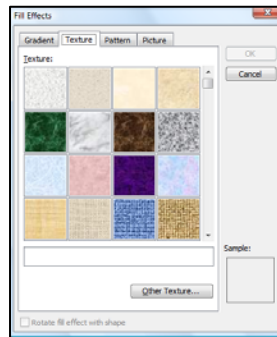 Fill Effects
Gradient Texture Pattern Picture
Texture:
OK
Cancel
Sample:
Other Texture...
Rotate fill effect with shape